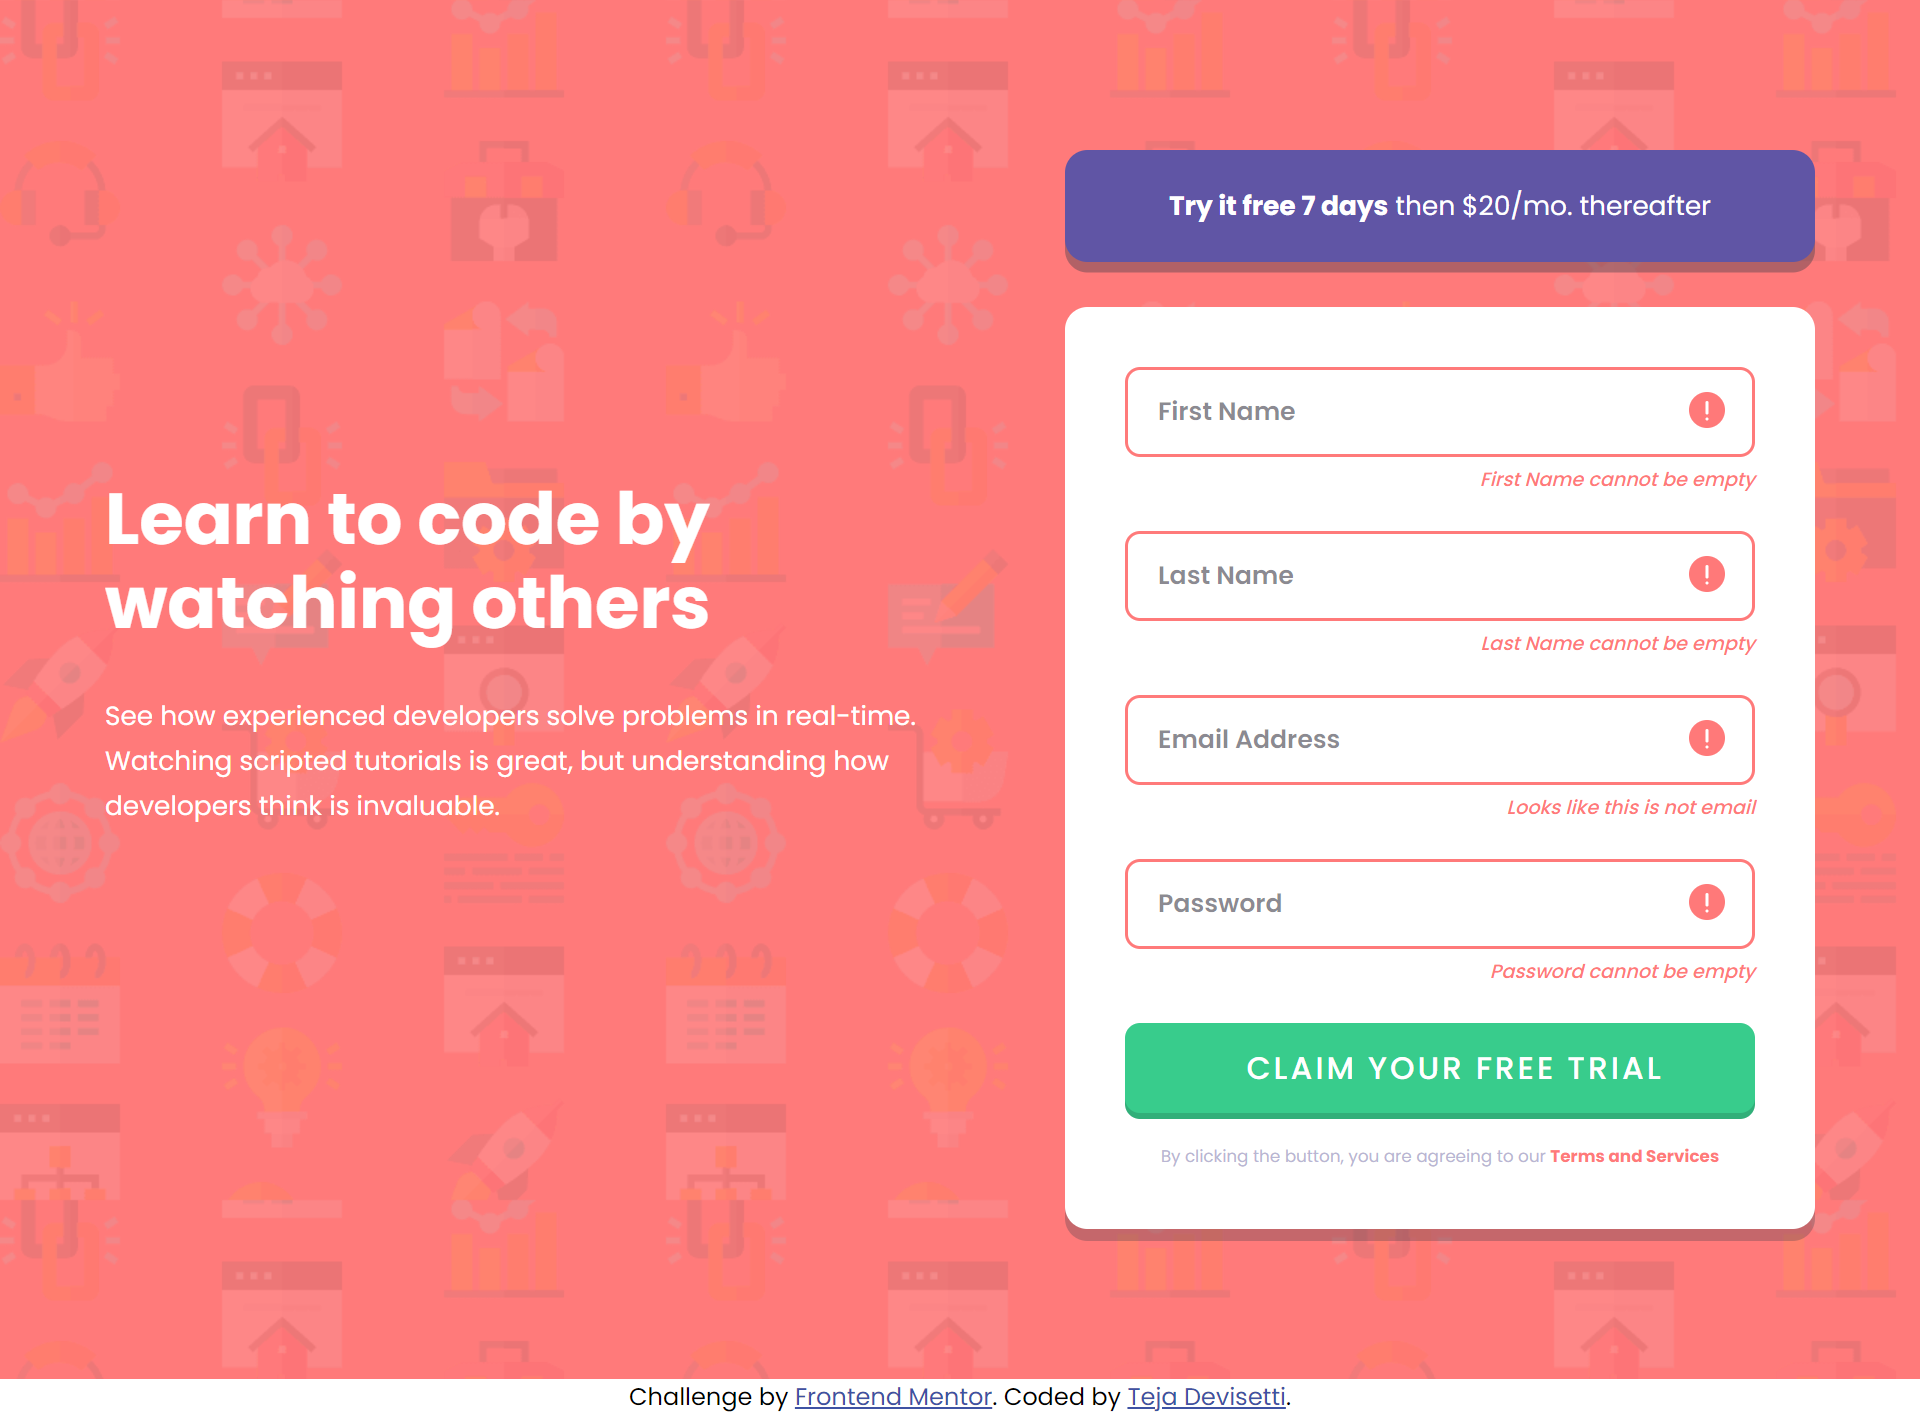 Learn to code by
watching others
See how experienced developers solve problems in real-time.
Watching scripted tutorials is great, but understanding how
developers think is invaluable.
Try it free 7 days then $20/mo. thereafter
First Name
First Name cannot be empty
Last Name
Last Name cannot be empty
Email Address
Looks like this is not email
Password
Password cannot be empty
CLAIM YOUR FREE TRIAL
By clicking the button, you are agreeing to our Terms and Services
Challenge by Frontend Mentor. Coded by Teja Devisetti.